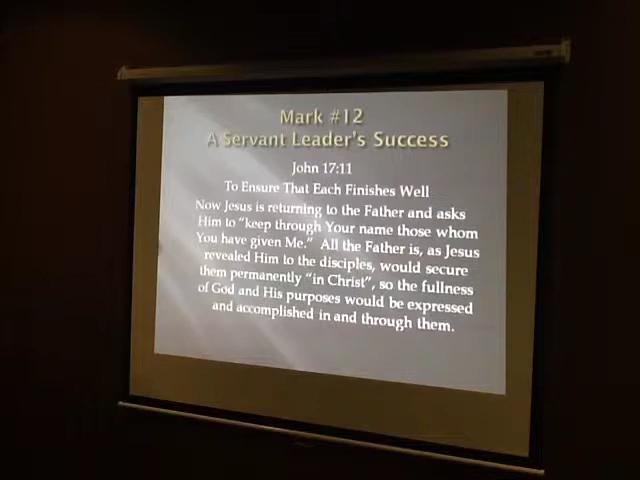 Mark #12
A Servant Leader's Success
John 17:11
To Ensure That Each Finishes Well
Now Jesus is returning to the Father and asks
Him to "keep through Your name those whom
You have given Me." All the Father is, as Jesus
revealed Him to the disciples, would secure
them permanently "in Christ", so the fullness
of God and His purposes would be expressed
and accomplished in and through them.